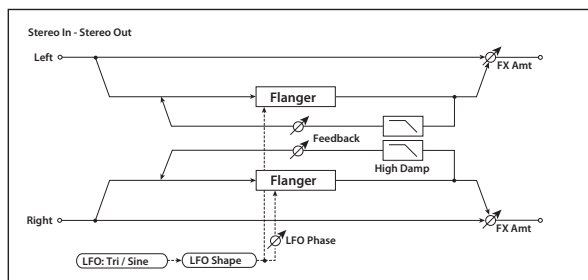 Stereo In - Stereo Out
Left
FX Amt
Flanger
Feedback
High Damp
Flanger
Right
FX Amt
LFO Phase
LFO: Tri / Sine
LFO Shape